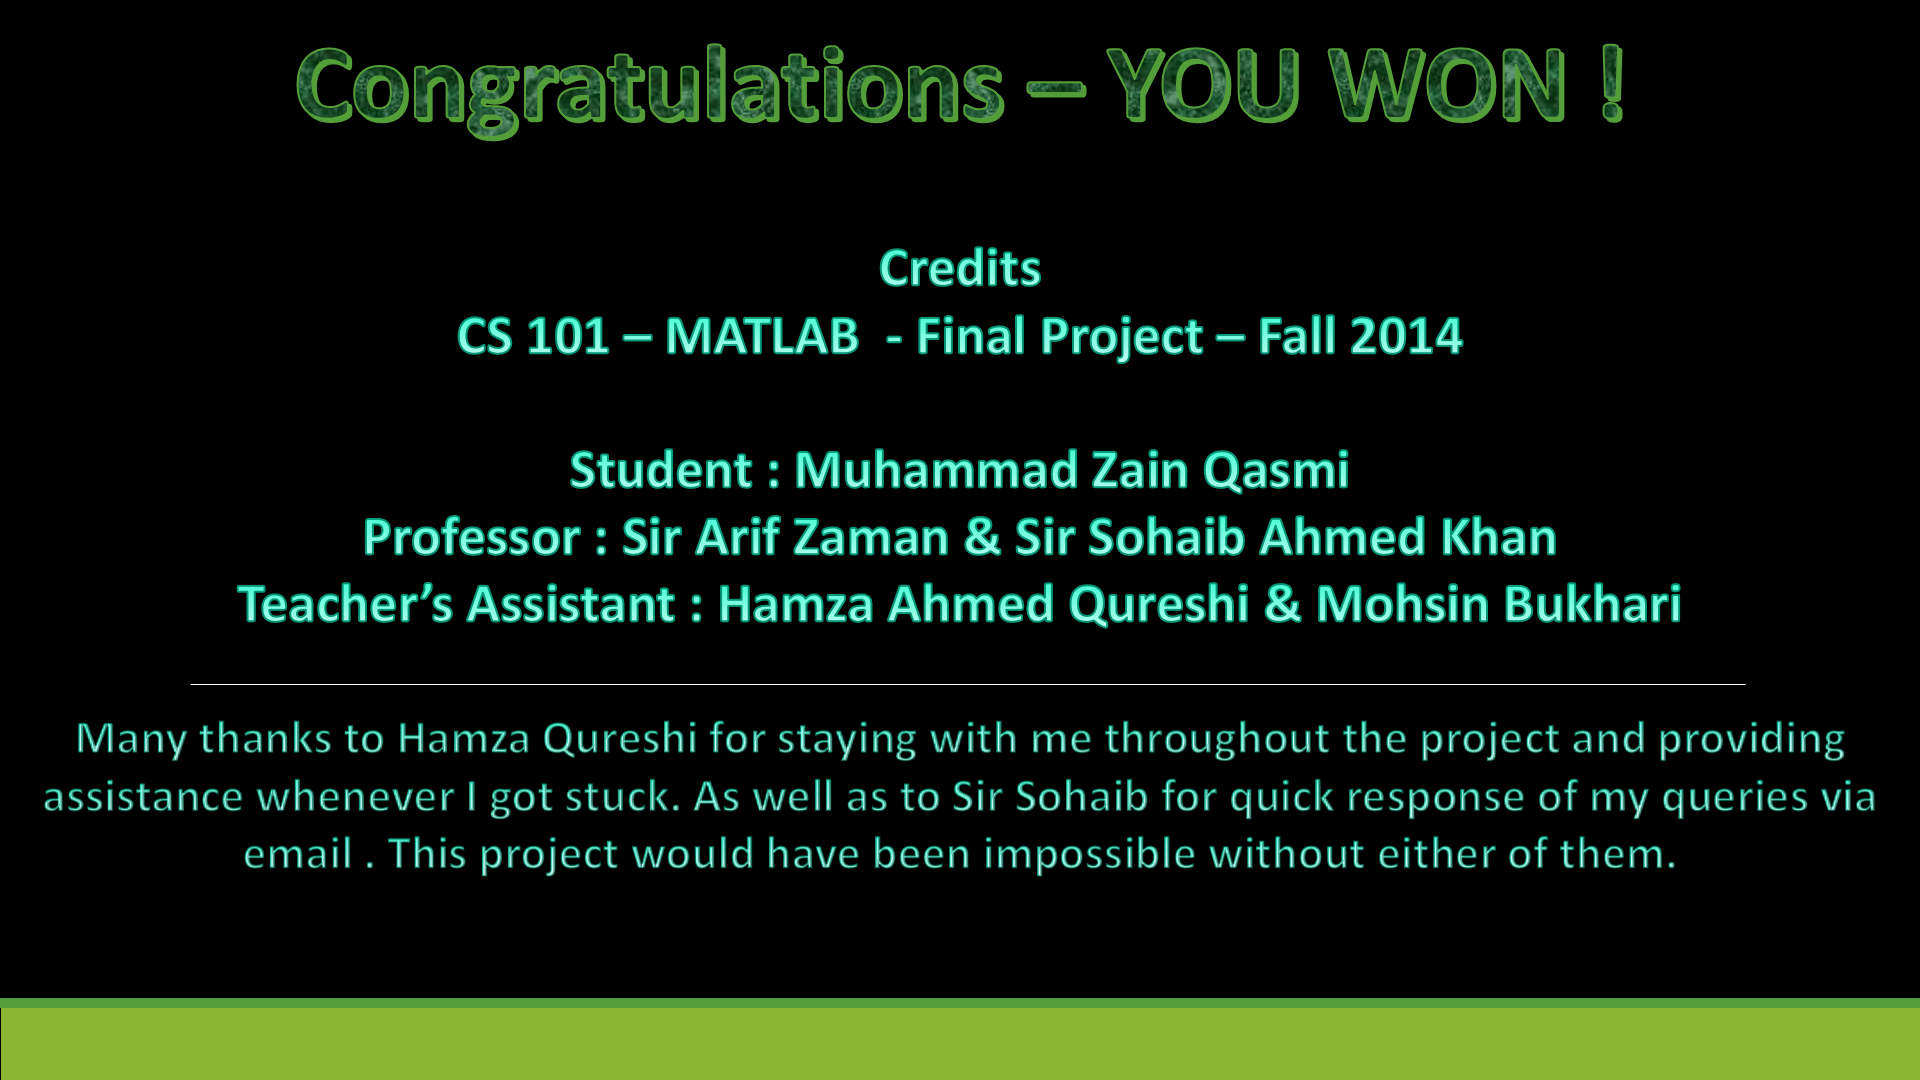 Congratulations – YOU WON !
Credits
CS 101 – MATLAB  - Final Project – Fall 2014
Student : Muhammad Zain Qasmi
Professor : Sir Arif Zaman & Sir Sohaib Ahmed Khan
Teacher’s Assistant : Hamza Ahmed Qureshi & Mohsin Bukhari
Many thanks to Hamza Qureshi for staying with me throughout the project and providing
assistance whenever I got stuck. As well as to Sir Sohaib for quick response of my queries via
email . This project would have been impossible without either of them.